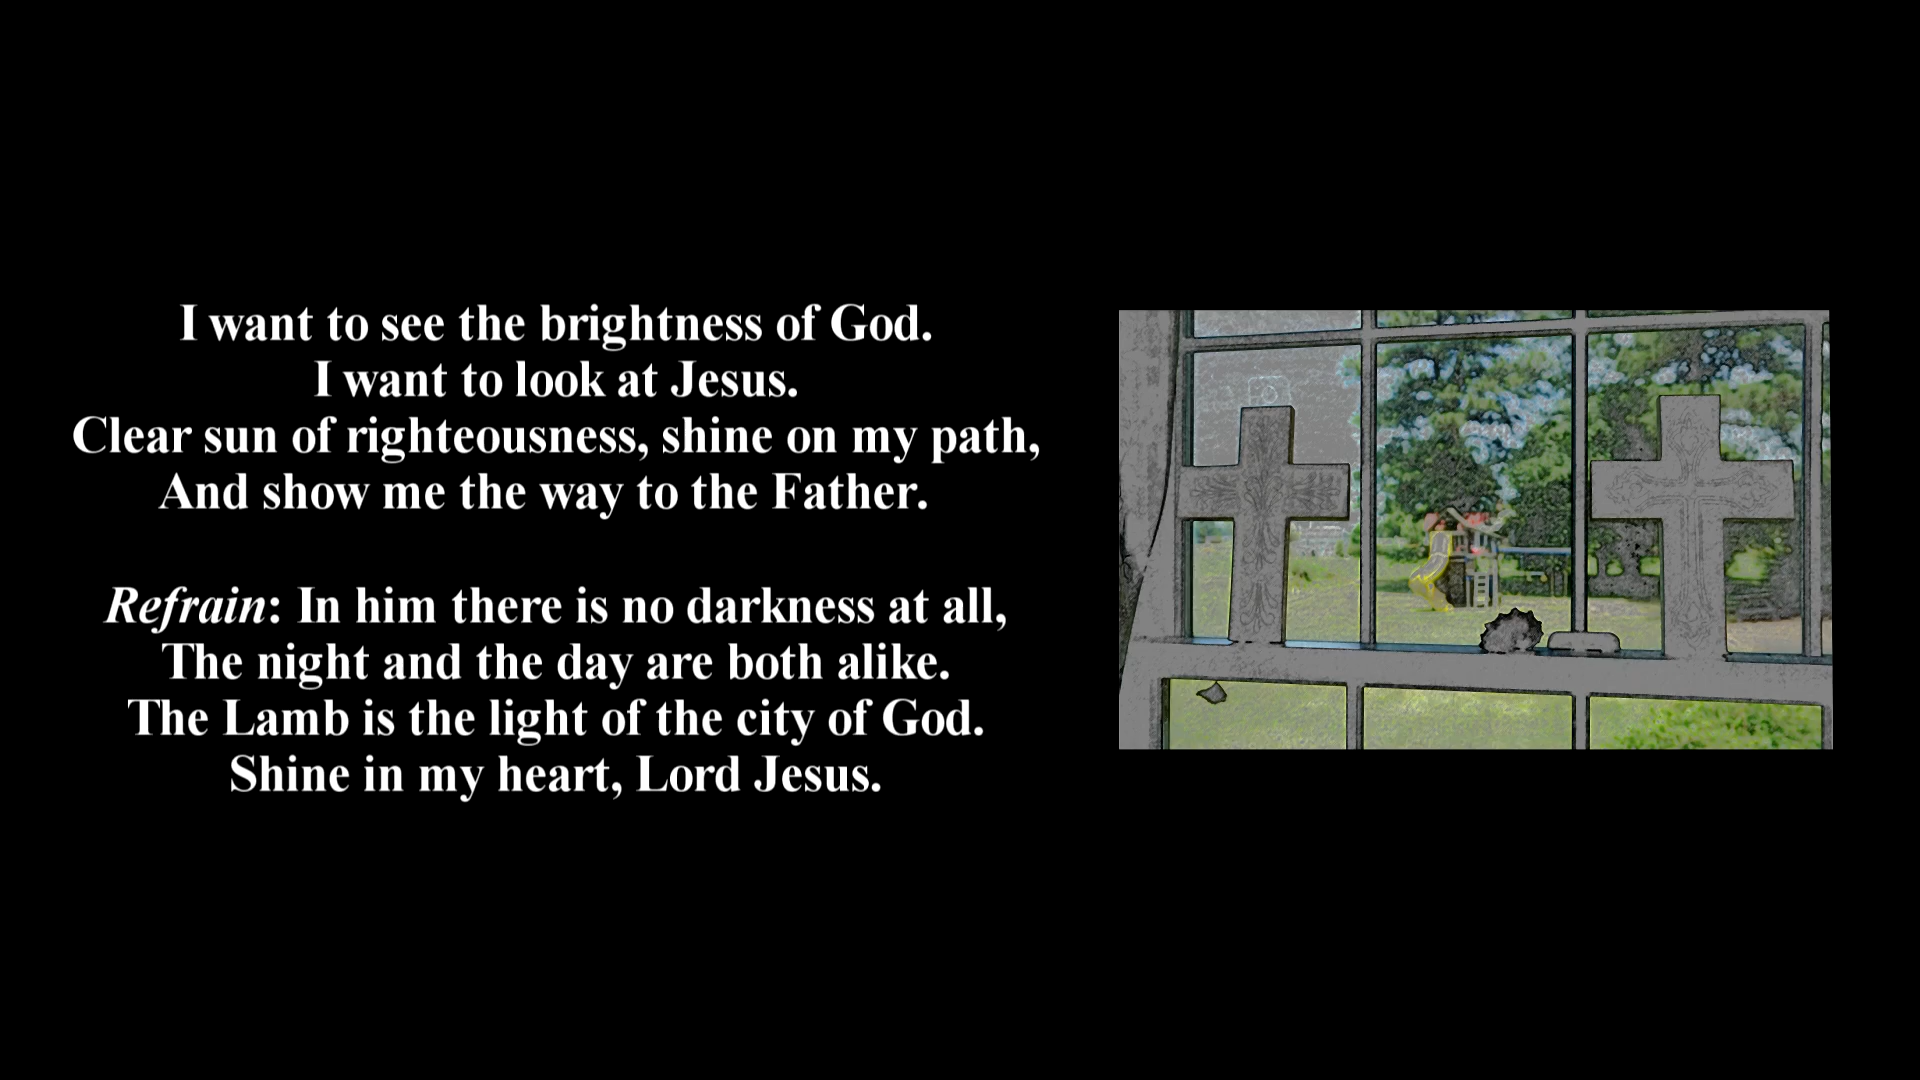 I want to see the brightness of God.
I want to look at Jesus.
Clear sun of righteousness, shine on my path,
And show me the way to the Father.
Refrain: In him there is no darkness at all,
The night and the day are both alike.
The Lamb is the light of the city of God.
Shine in my heart, Lord Jesus.